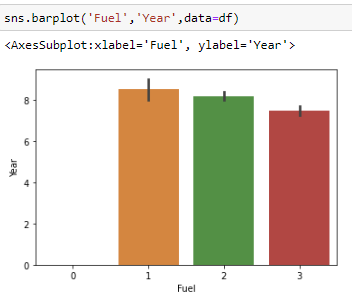 sns.barplot('Fuel','Year',data=df)
<AxesSubplot:xlabel='Fuel', ylabel='Year'>
8
6
4
2
0
Year
0 1 2 3
Fuel